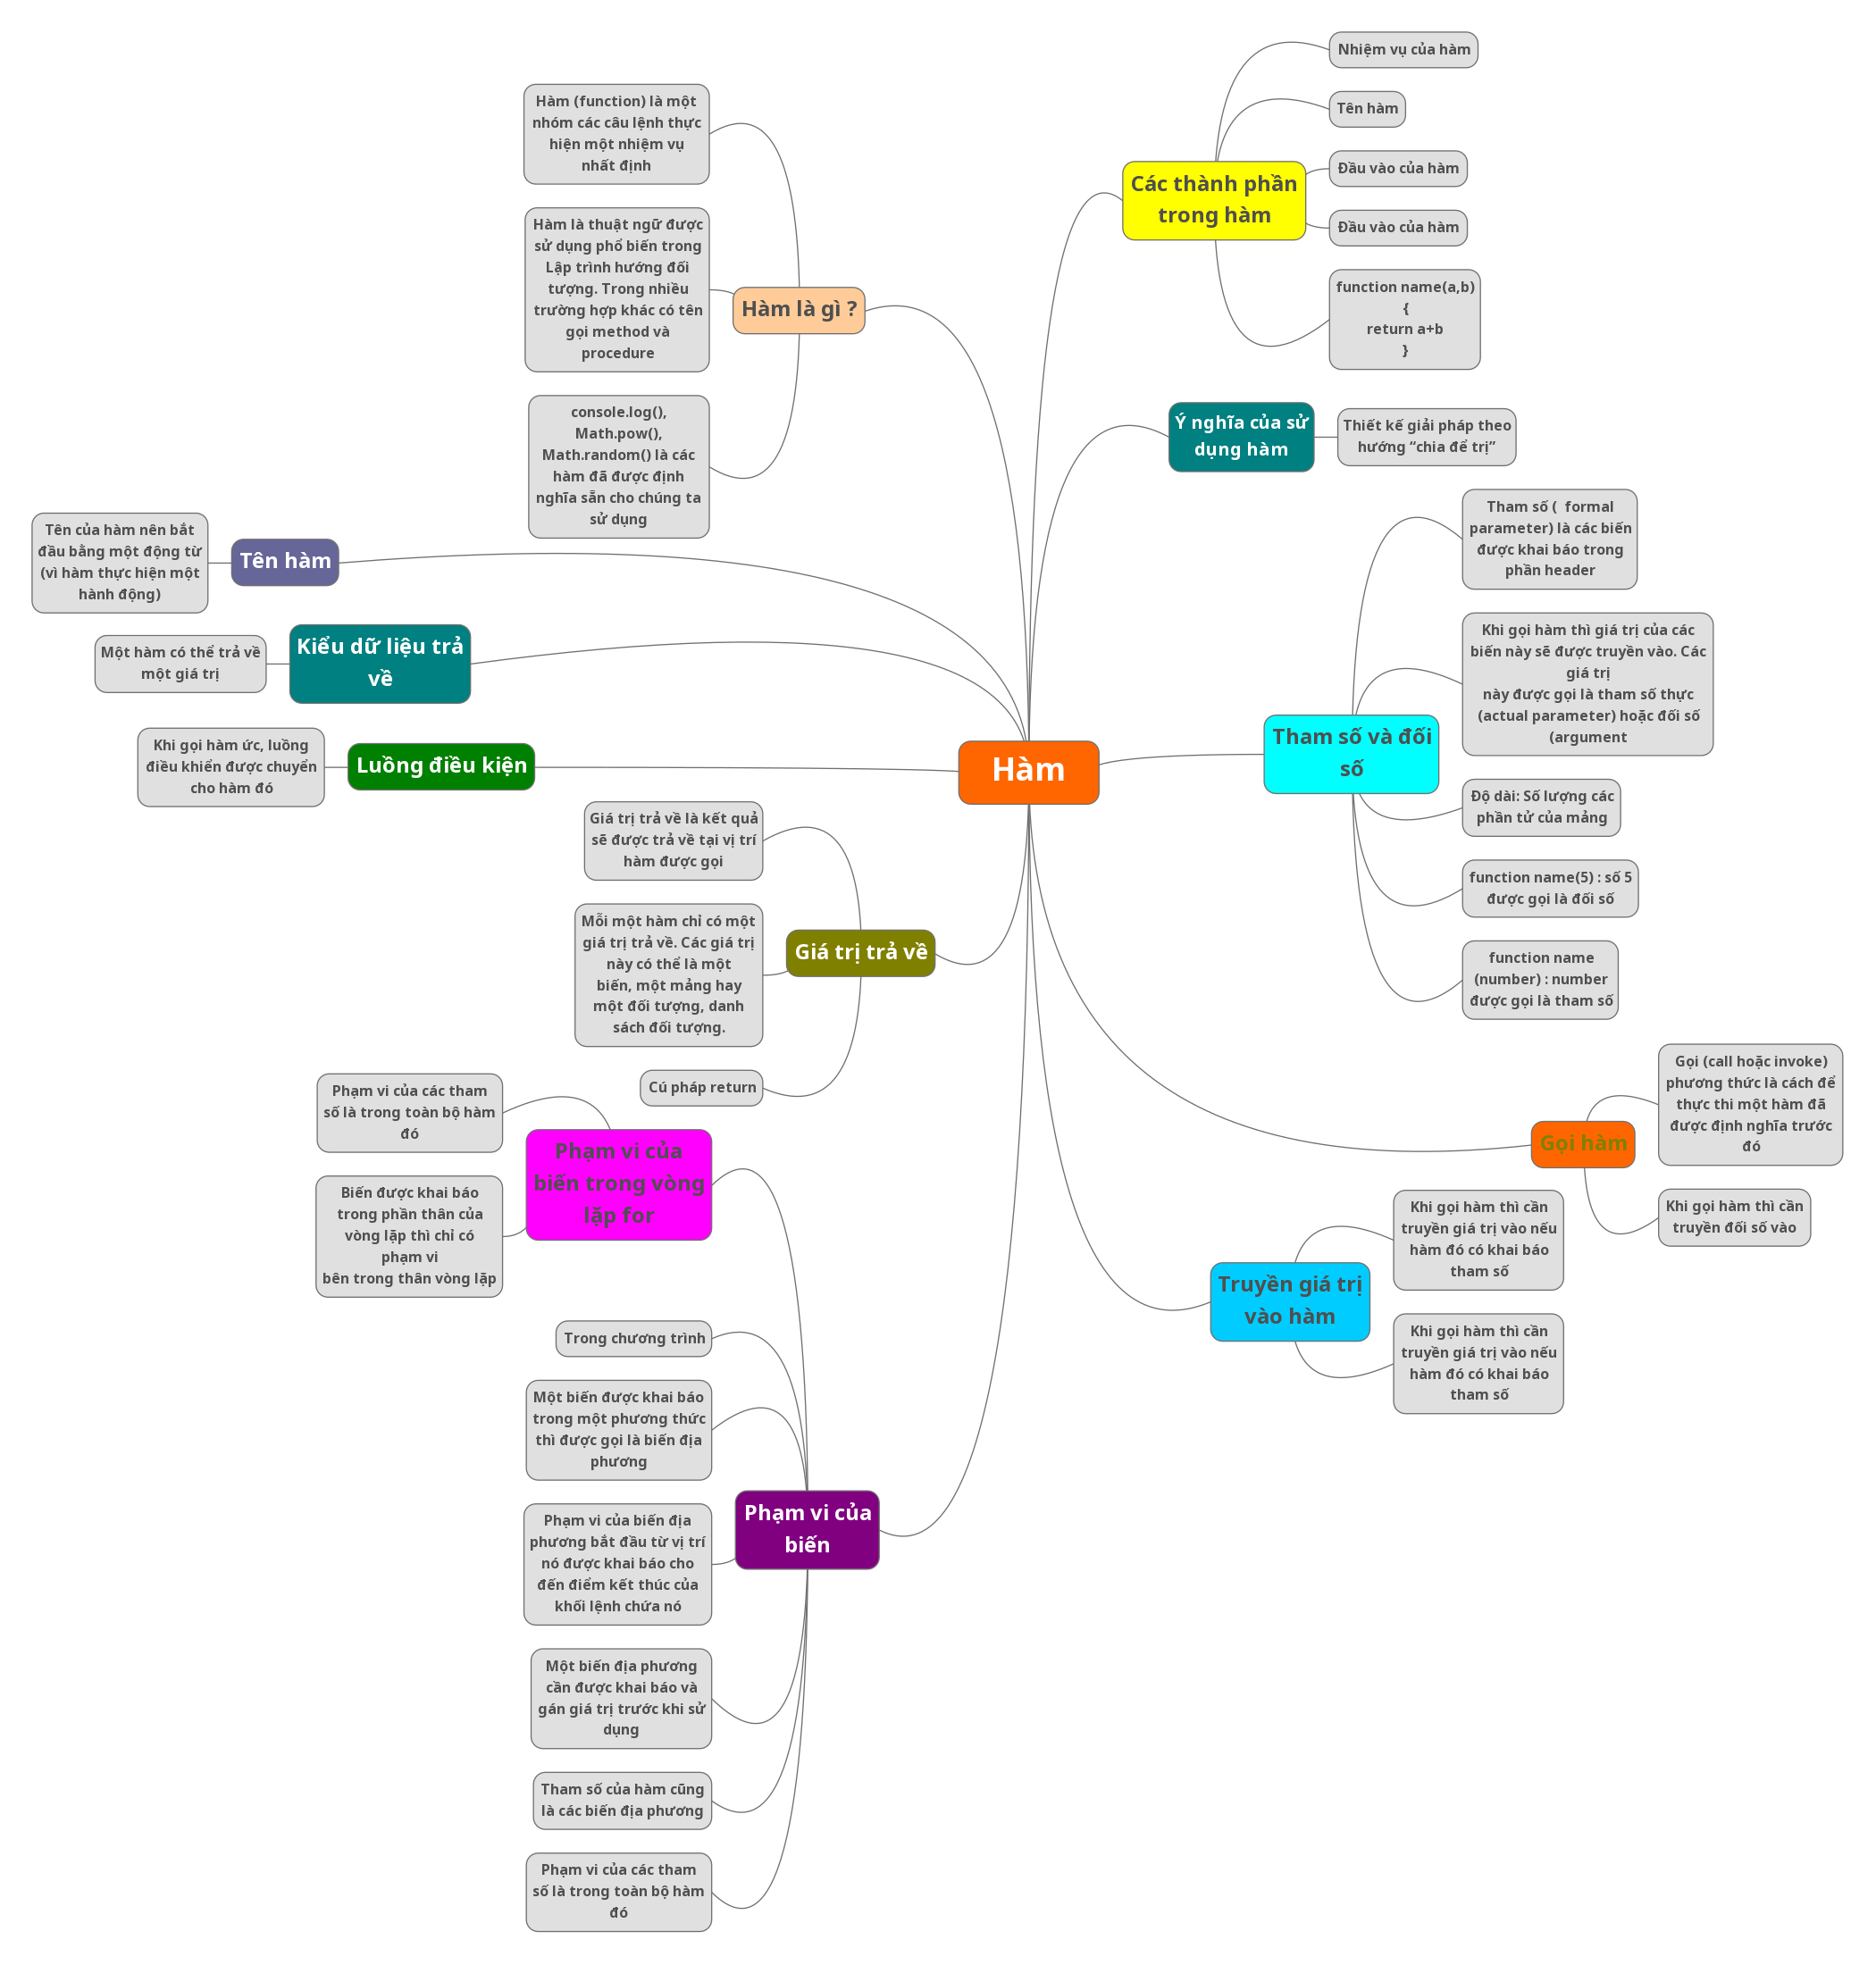 Hàm
Các thành phần
trong hàm
Nhiệm vụ của hàm
Tên hàm
Đầu vào của hàm
Đầu vào của hàm
function name(a,b)
{
return a+b
}
Ý nghĩa của sử
dụng hàm
Thiết kế giải pháp theo
hướng “chia để trị”
Tham số và đối
số
Tham số (  formal
parameter) là các biến
được khai báo trong
phần header
Khi gọi hàm thì giá trị của các
biến này sẽ được truyền vào. Các
giá trị
này được gọi là tham số thực
(actual parameter) hoặc đối số
(argument
Độ dài: Số lượng các
phần tử của mảng
function name(5) : số 5
được gọi là đối số
function name
(number) : number
được gọi là tham số
Gọi hàm
Gọi (call hoặc invoke)
phương thức là cách để
thực thi một hàm đã
được định nghĩa trước
đó
Khi gọi hàm thì cần
truyền đối số vào
Truyền giá trị
vào hàm
Khi gọi hàm thì cần
truyền giá trị vào nếu
hàm đó có khai báo
tham số
Khi gọi hàm thì cần
truyền giá trị vào nếu
hàm đó có khai báo
tham số
Hàm là gì ?
Hàm (function) là một
nhóm các câu lệnh thực
hiện một nhiệm vụ
nhất định
Hàm là thuật ngữ được
sử dụng phổ biến trong
Lập trình hướng đối
tượng. Trong nhiều
trường hợp khác có tên
gọi method và
procedure
console.log(),
Math.pow(),
Math.random() là các
hàm đã được định
nghĩa sẵn cho chúng ta
sử dụng
Tên hàm
Tên của hàm nên bắt
đầu bằng một động từ
(vì hàm thực hiện một
hành động)
Kiểu dữ liệu trả
về
Một hàm có thể trả về
một giá trị
Luồng điều kiện
Khi gọi hàm ức, luồng
điều khiển được chuyển
cho hàm đó
Giá trị trả về
Giá trị trả về là kết quả
sẽ được trả về tại vị trí
hàm được gọi
Mỗi một hàm chỉ có một
giá trị trả về. Các giá trị
này có thể là một
biến, một mảng hay
một đối tượng, danh
sách đối tượng.
Cú pháp return
Phạm vi của
biến
Phạm vi của
biến trong vòng
lặp for
Phạm vi của các tham
số là trong toàn bộ hàm
đó
Biến được khai báo
trong phần thân của
vòng lặp thì chỉ có
phạm vi
bên trong thân vòng lặp
Trong chương trình
Một biến được khai báo
trong một phương thức
thì được gọi là biến địa
phương
Phạm vi của biến địa
phương bắt đầu từ vị trí
nó được khai báo cho
đến điểm kết thúc của
khối lệnh chứa nó
Một biến địa phương
cần được khai báo và
gán giá trị trước khi sử
dụng
Tham số của hàm cũng
là các biến địa phương
Phạm vi của các tham
số là trong toàn bộ hàm
đó